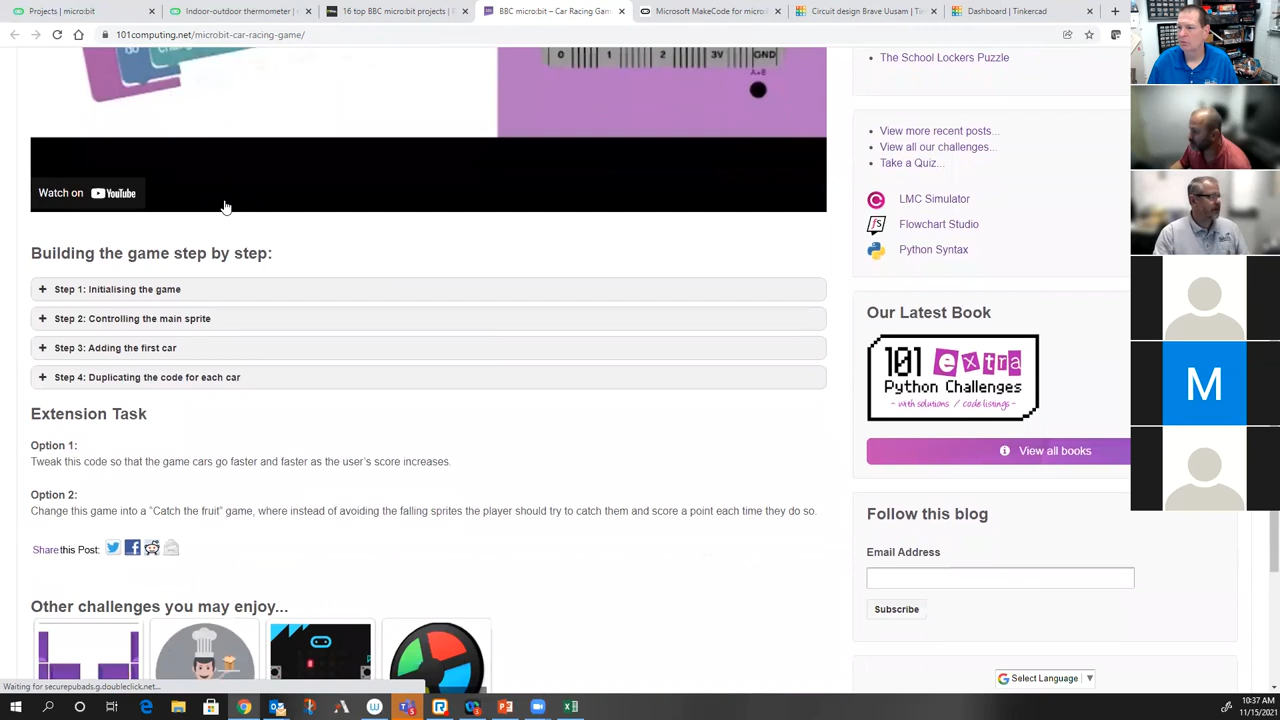 Projects | microbit
Indoor-outdoor thermometer |
16 top BBC micro:bit projects |
BBC micro:bit – Car Racing Gam
Microsoft MakeCode for micro:bi
Circuit design Brave Uusam-Lur
Dashboard | Tinkercad
101computing.net/microbit-car-racing-game/
0 1 2 3V GND
A+B
Watch on YouTube
Building the game step by step:
Step 1: Initialising the game
Step 2: Controlling the main sprite
Step 3: Adding the first car
Step 4: Duplicating the code for each car
Extension Task
Option 1:
Tweak this code so that the game cars go faster and faster as the user's score increases.
Option 2:
Change this game into a "Catch the fruit" game, where instead of avoiding the falling sprites the player should try to catch them and score a point each time they do so.
Share this Post:
Other challenges you may enjoy...
The School Lockers Puzzle
View more recent posts...
View all our challenges...
Take a Quiz...
LMC Simulator
fS Flowchart Studio
Python Syntax
Our Latest Book
101 extra
Python Challenges
- with solutions / code listings -
View all books
Follow this blog
Email Address
Subscribe
Select Language
M
Waiting for securepubads.g.doubleclick.net...
10:37 AM
11/15/2021